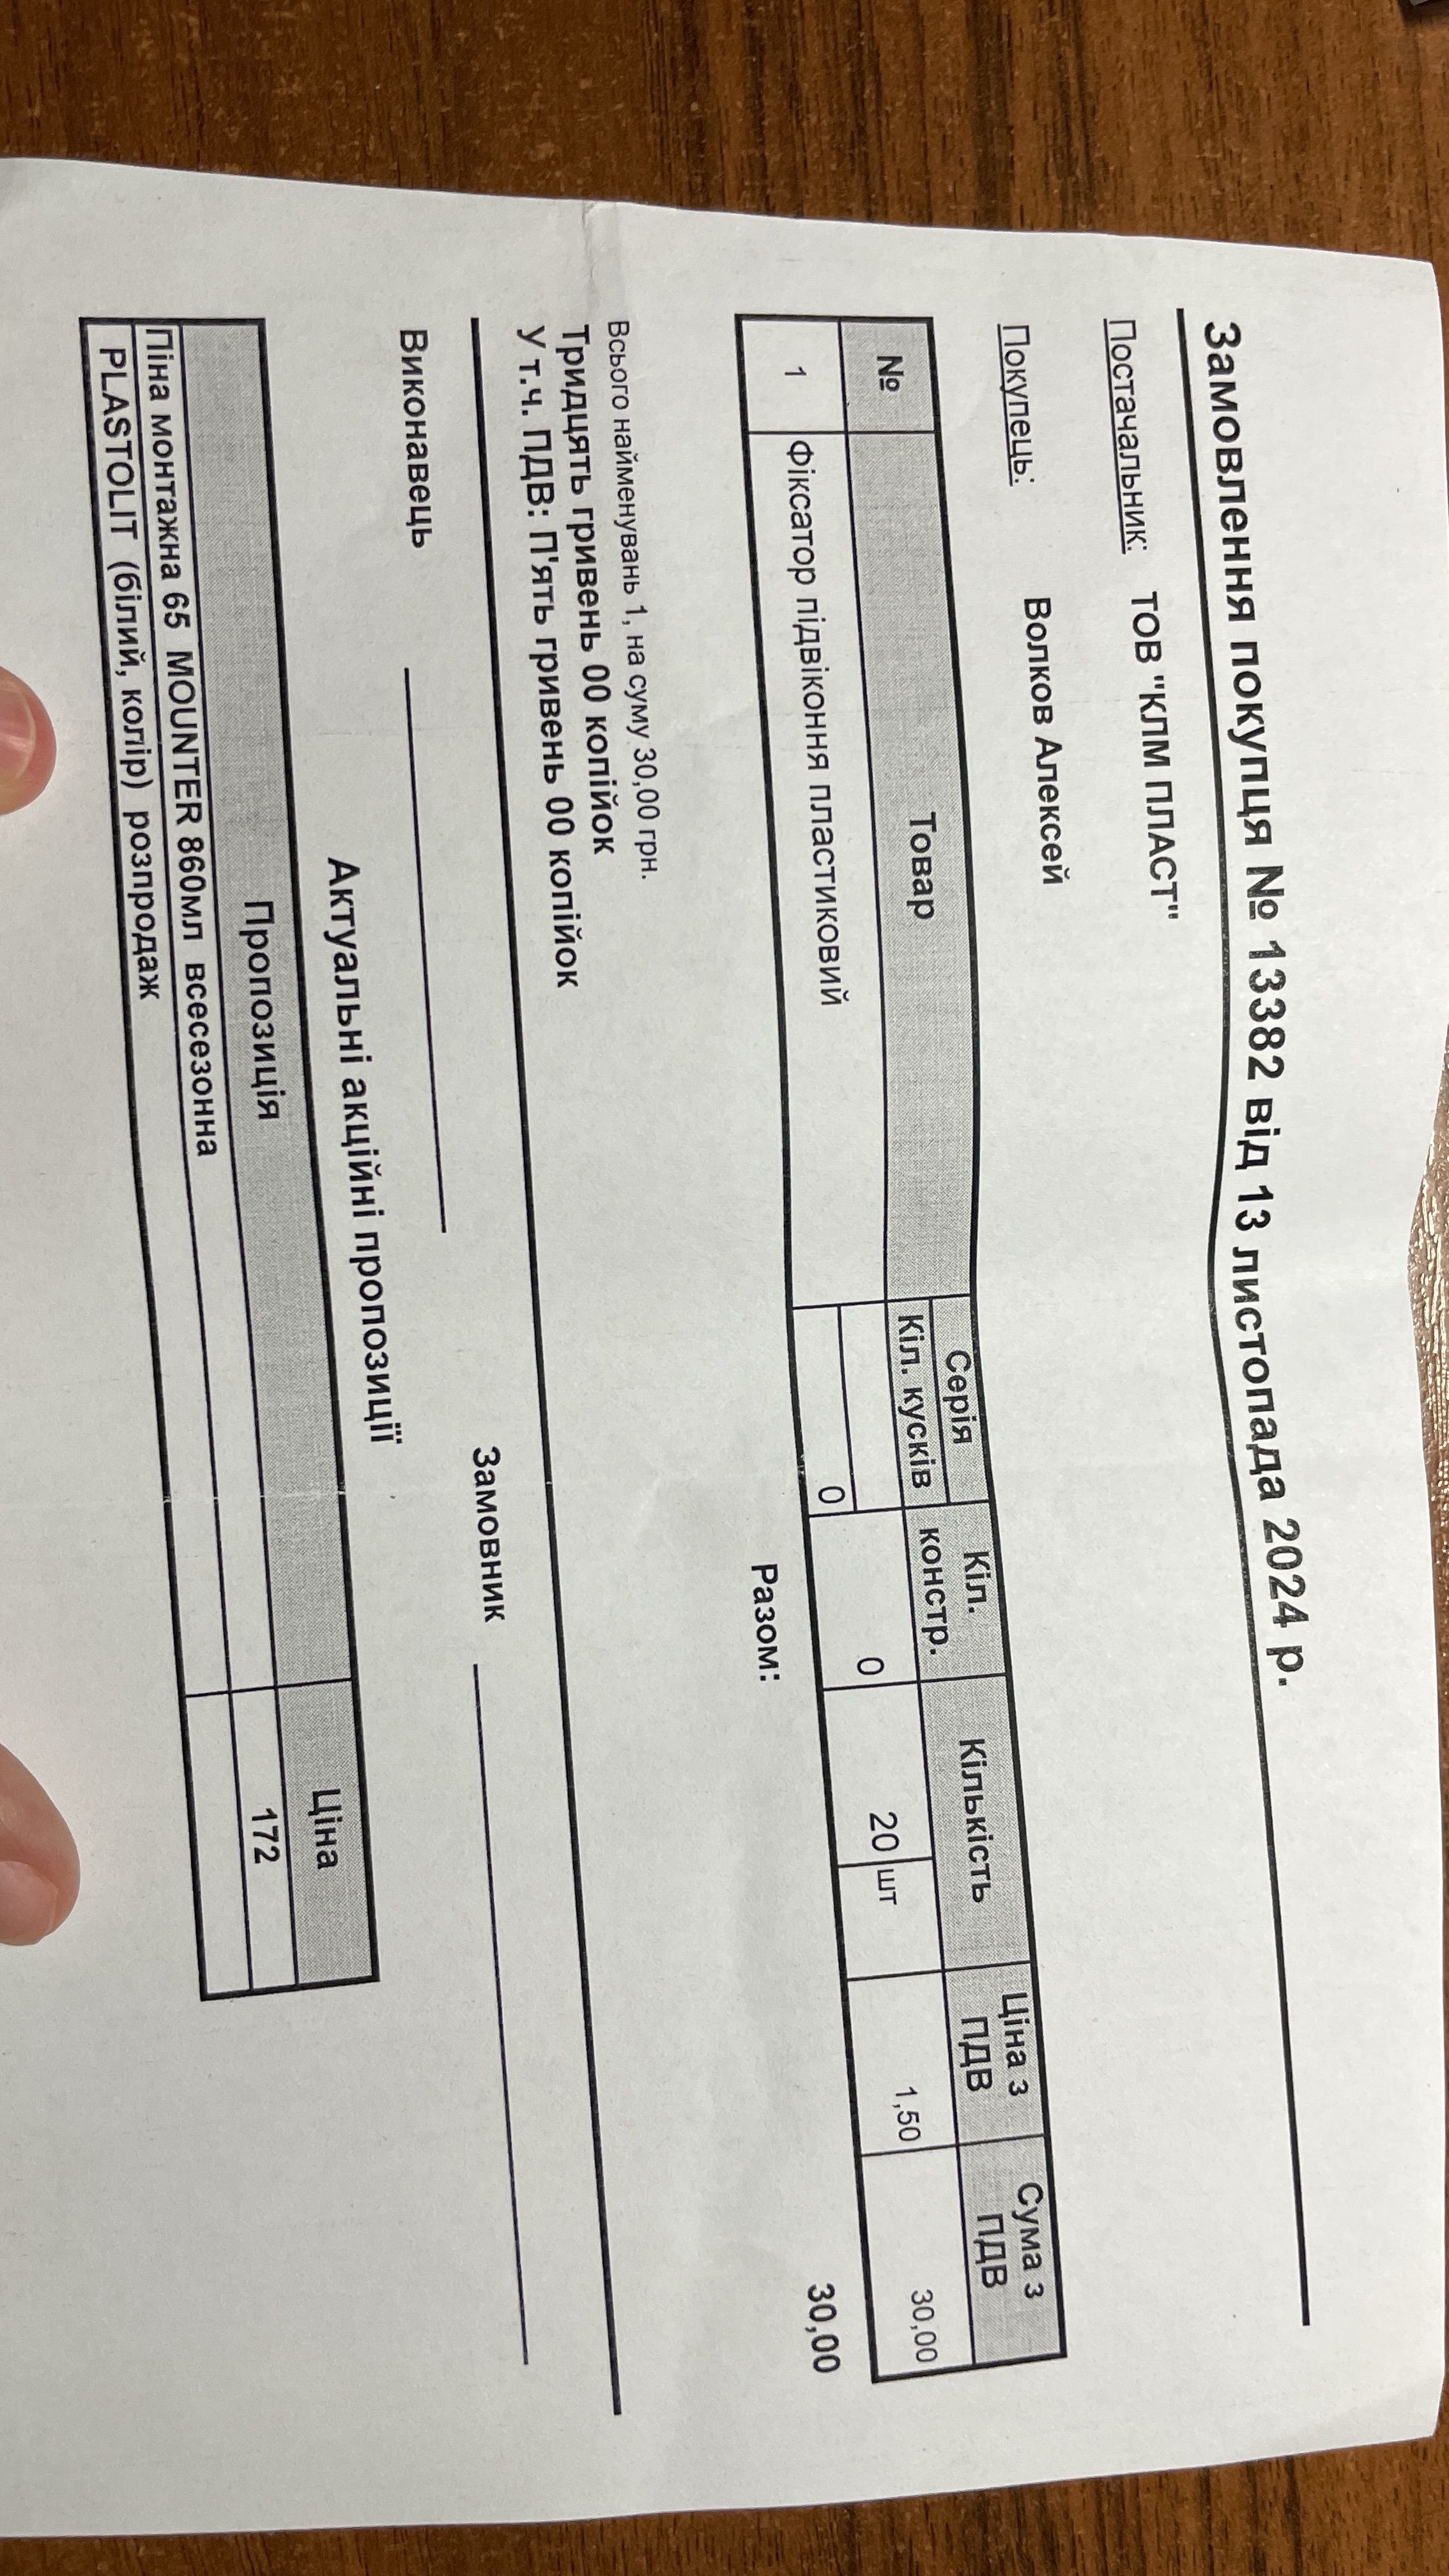 Замовлення покупця № 13382 від 13 листопада 2024 р.
Постачальник: ТОВ "КЛМ ПЛАСТ"
Покупець: Волков Алексей
№ Товар Серія Кіл. кусків Кіл. констр. Кількість Ціна з ПДВ Сума з ПДВ
1 Фіксатор підвіконня пластиковий 0 0 20 шт 1,50 30,00
Разом: 30,00
Всього найменувань 1, на суму 30,00 грн.
Тридцять гривень 00 копійок
У т.ч. ПДВ: П'ять гривень 00 копійок
Виконавець Замовник
Актуальні акційні пропозиції
Пропозиція Ціна
Піна монтажна 65 MOUNTER 860мл всесезонна 172
PLASTOLIT (білий, колір) розпродаж